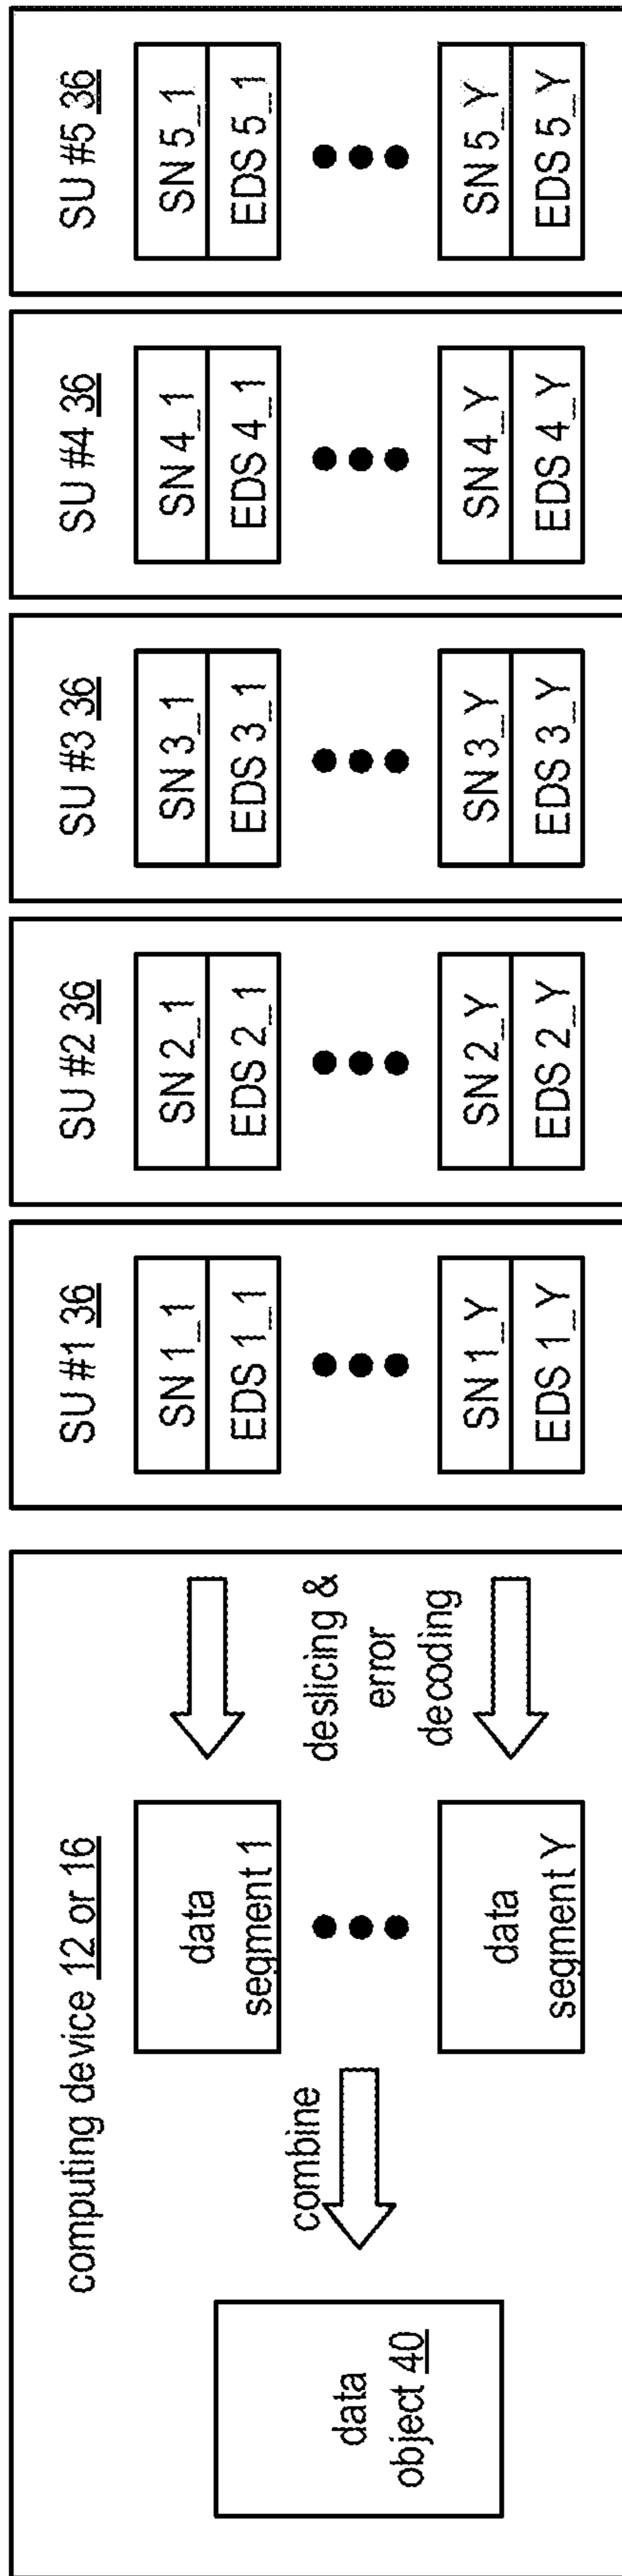 computing device 12 or 16
data
object 40
combine
data
segment 1
data
segment Y
deslicing &
error
decoding
SU #1 36
SN 1_1
EDS 1_1
SN 1_Y
EDS 1_Y
SU #2 36
SN 2_1
EDS 2_1
SN 2_Y
EDS 2_Y
SU #3 36
SN 3_1
EDS 3_1
SN 3_Y
EDS 3_Y
SU #4 36
SN 4_1
EDS 4_1
SN 4_Y
EDS 4_Y
SU #5 36
SN 5_1
EDS 5_1
SN 5_Y
EDS 5_Y